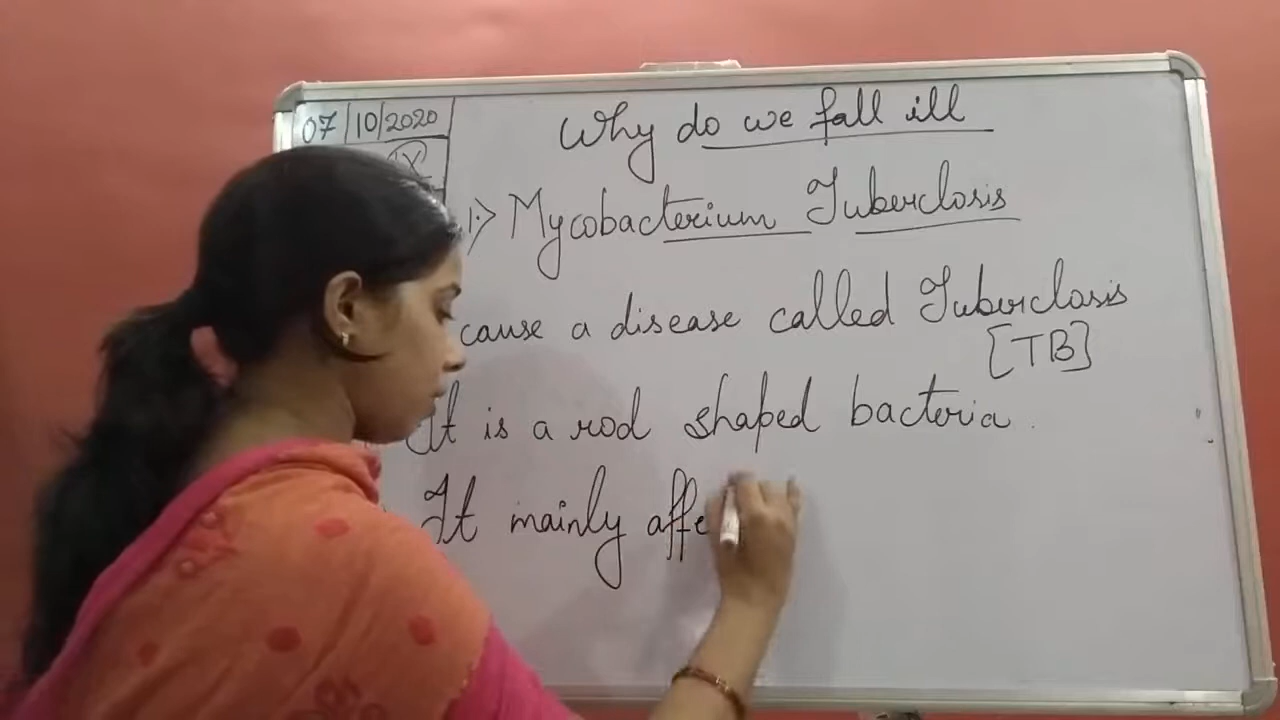 07/10/2020
IX
Why do we fall ill
1.> Mycobacterium Tuberclosis
cause a disease called Tuberclosis
[TB]
It is a rod shaped bacteria.
It mainly affe